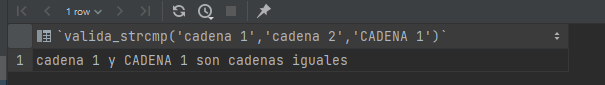 1 row
`valida_strcmp('cadena 1','cadena 2','CADENA 1')`
1 cadena 1 y CADENA 1 son cadenas iguales